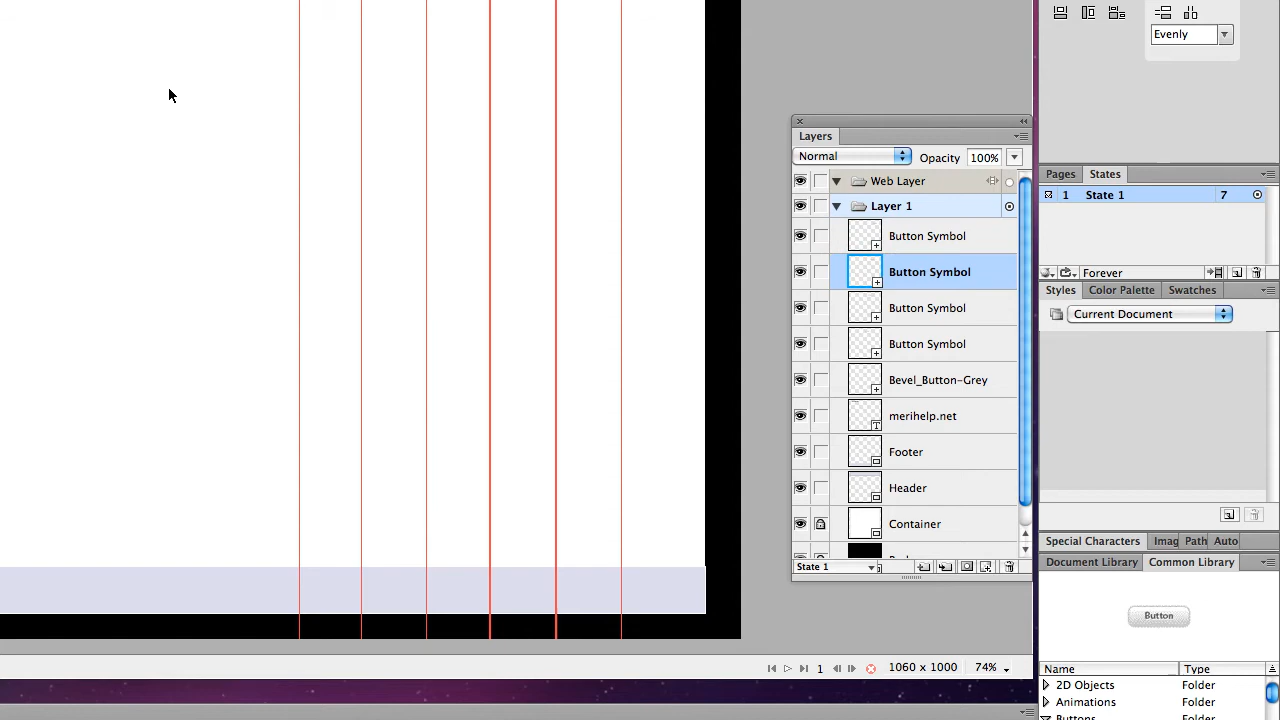 Evenly
Layers
Normal
Opacity 100%
Web Layer
Layer 1
Button Symbol
Button Symbol
Button Symbol
Button Symbol
Bevel_Button-Grey
merihelp.net
Footer
Header
Container
State 1
Pages States
1 State 1 7
Forever
Styles Color Palette Swatches
Current Document
Special Characters Imag Path Auto
Document Library Common Library
Button
Name Type
2D Objects Folder
Animations Folder
Buttons Folder
1 1060 x 1000 74%